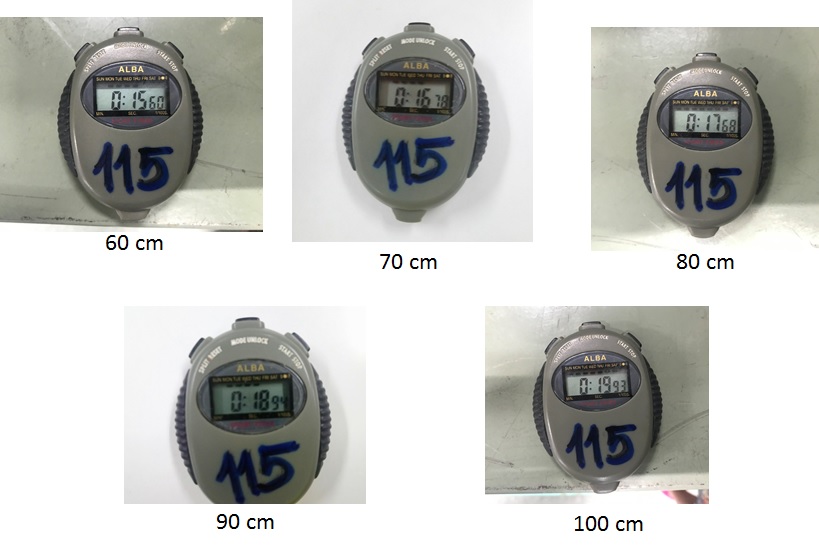 SPLIT RESET MODE UNLOCK START STOP
ALBA
SUN MON TUE WED THU FRI SAT
0:15 60
MIN SEC 1/100S
115
60 cm
SPLIT RESET MODE UNLOCK START STOP
ALBA
SUN MON TUE WED THU FRI SAT
0:16 78
115
70 cm
MODE UNLOCK START STOP
ALBA
SUN MON TUE WED THU FRI SAT
0:17 68
MIN SEC 1/100S
115
80 cm
SPLIT RESET MODE UNLOCK START STOP
ALBA
SUN MON TUE WED THU FRI SAT
0:18 94
115
90 cm
MODE UNLOCK START STOP
ALBA
SUN MON TUE WED THU FRI SAT
0:19 93
MIN SEC 1/100S
115
100 cm